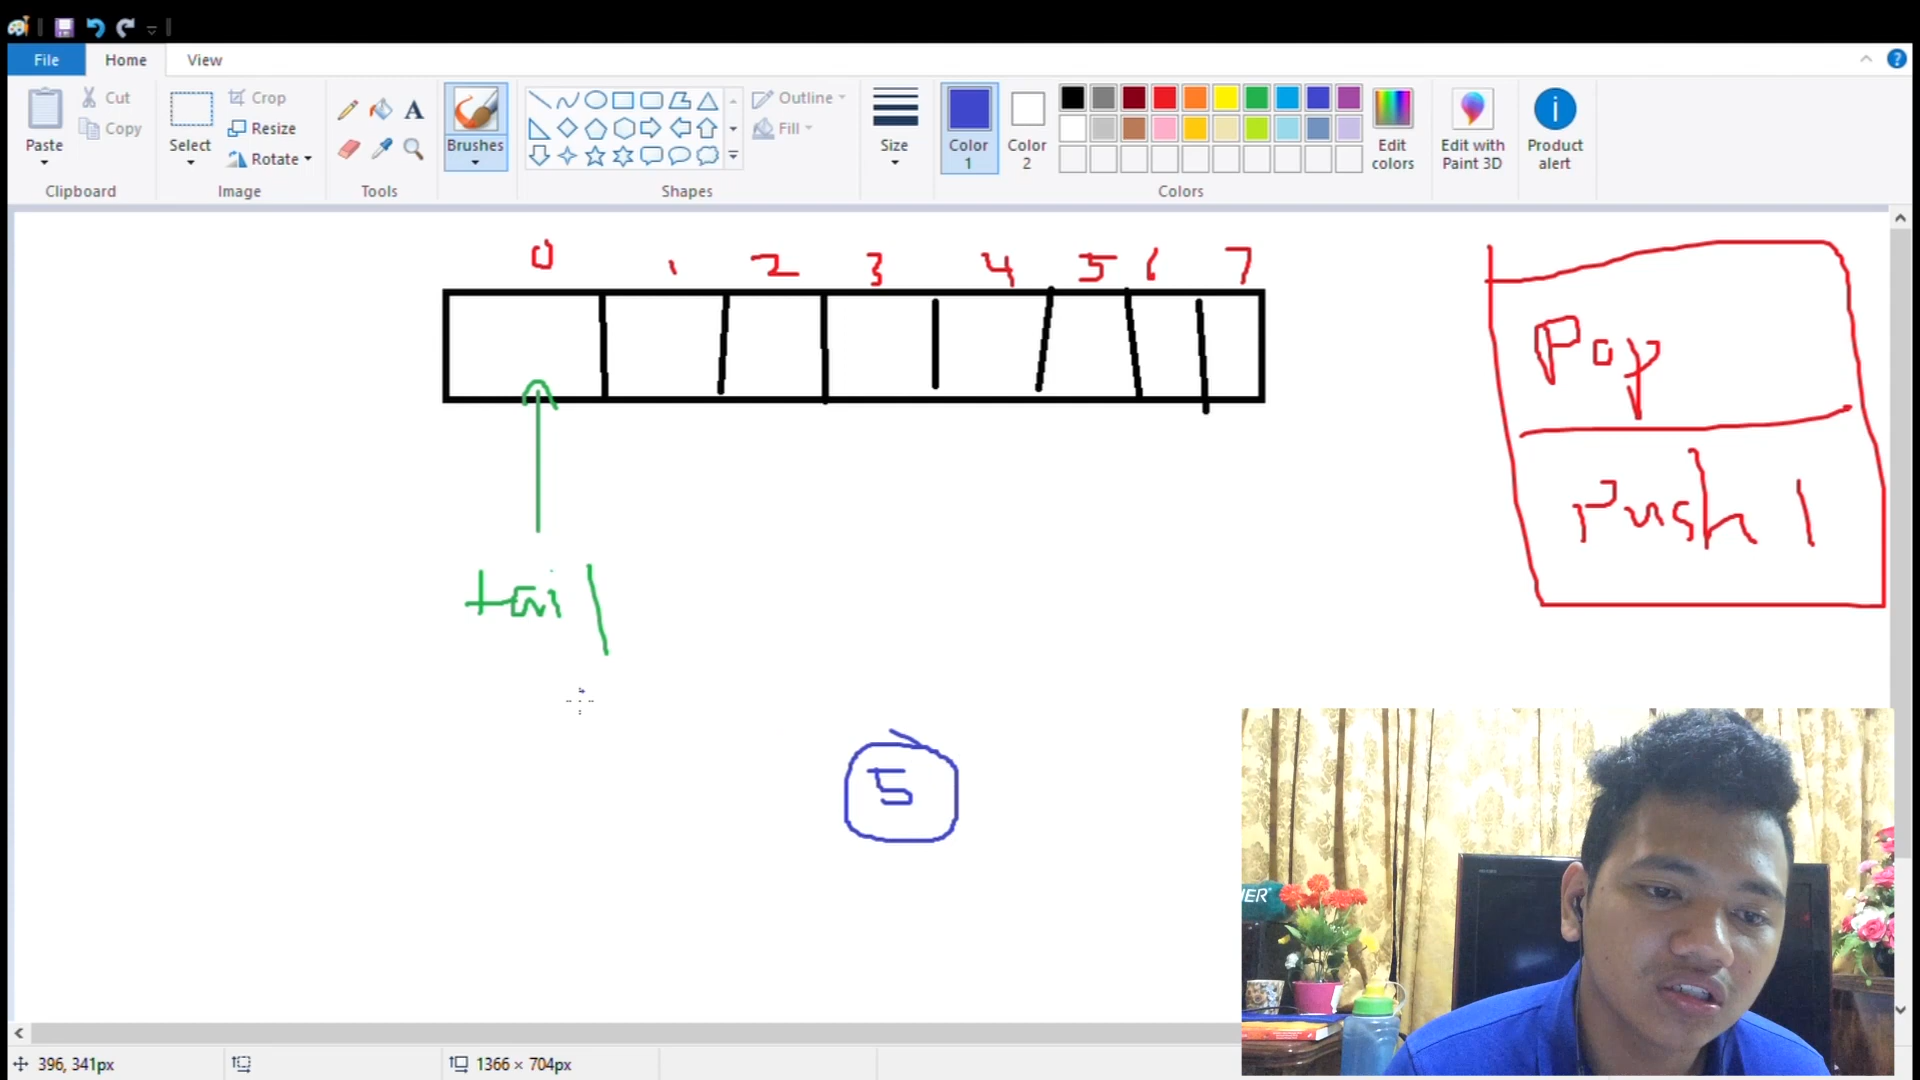 File Home View
Paste Cut Copy Clipboard
Select Crop Resize Rotate Image
Tools
Brushes
Shapes
Outline Fill
Size
Color 1 Color 2
Edit colors
Colors
Edit with Paint 3D
Product alert
0 1 2 3 4 5 6 7
Pop
Push 1
tail
5
ER
396, 341px
1366 × 704px